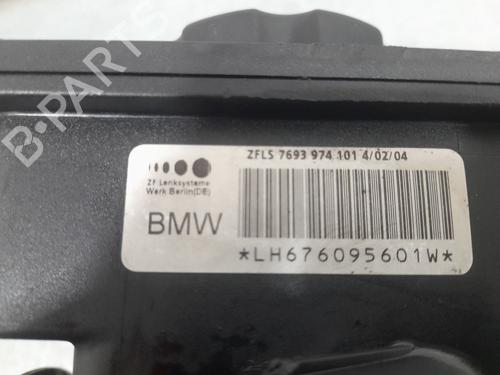 ZFLS 7693 974 101 4/02/04
ZF Lenksysteme
Werk Berlin(DE)
BMW
*LH676095601W*
B-PARTS